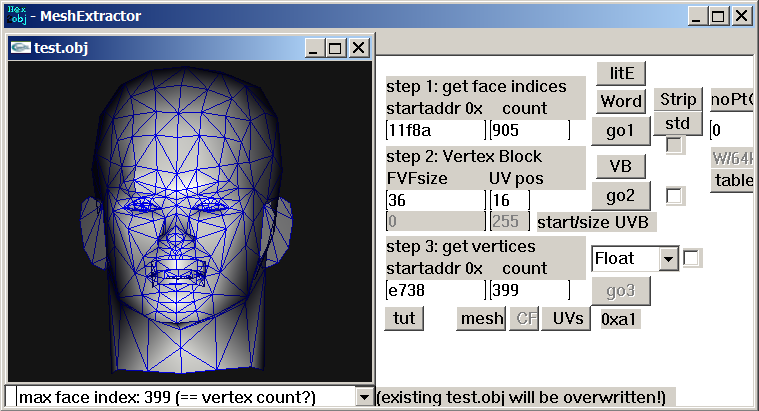 Hex
obj - MeshExtractor
test.obj
step 1: get face indices
startaddr 0x count
11f8a 905
litE
Word
go1
Strip
std
noPtC
0
step 2: Vertex Block
FVFsize UV pos
36 16
0 255 start/size UVB
VB
go2
W/64k
table
step 3: get vertices
startaddr 0x count
e738 399
Float
go3
tut mesh CF UVs 0xa1
max face index: 399 (== vertex count?) (existing test.obj will be overwritten!)